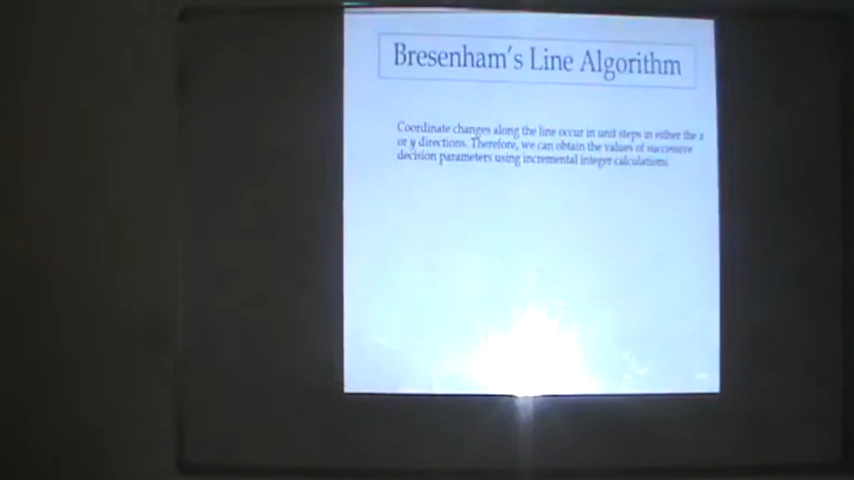 Bresenham's Line Algorithm
Coordinate changes along the line occur in unit steps in either the x
or y directions. Therefore, we can obtain the values of successive
decision parameters using incremental integer calculations.